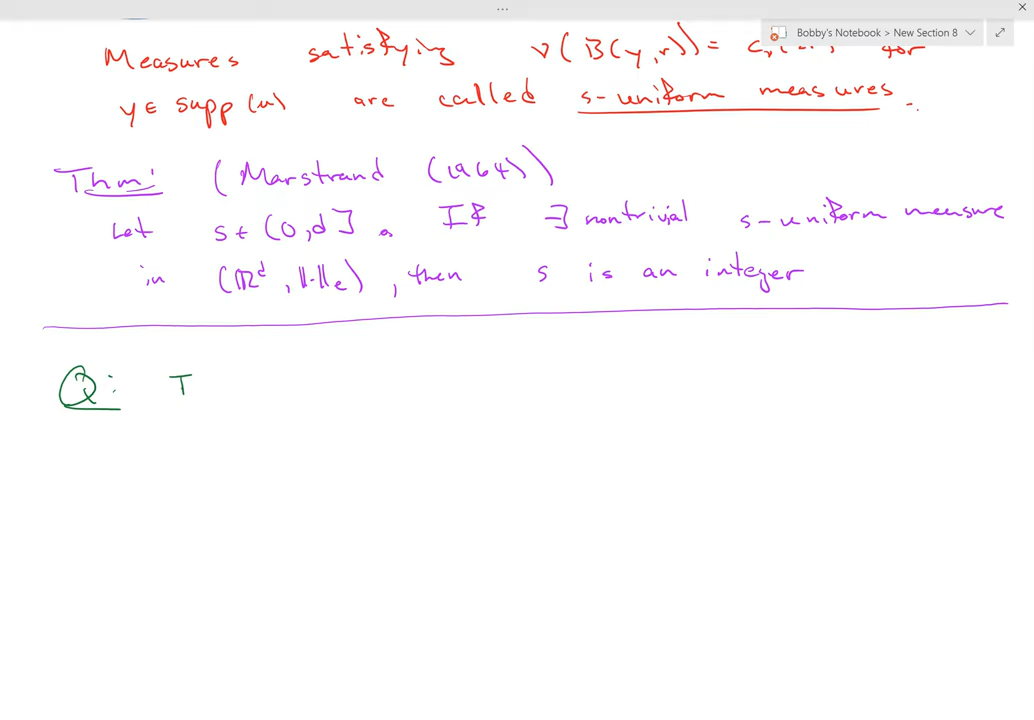 Bobby's Notebook > New Section 8
Measures satisfying ν(B(y,r)) = for
y ∈ supp(ν) are called s-uniform measures.
Thm: (Marstrand (1964))
Let s ∈ (0,d]. If ∃ nontrivial s-uniform measure
in (ℝ^d, ||·||_e), then s is an integer
Q: T